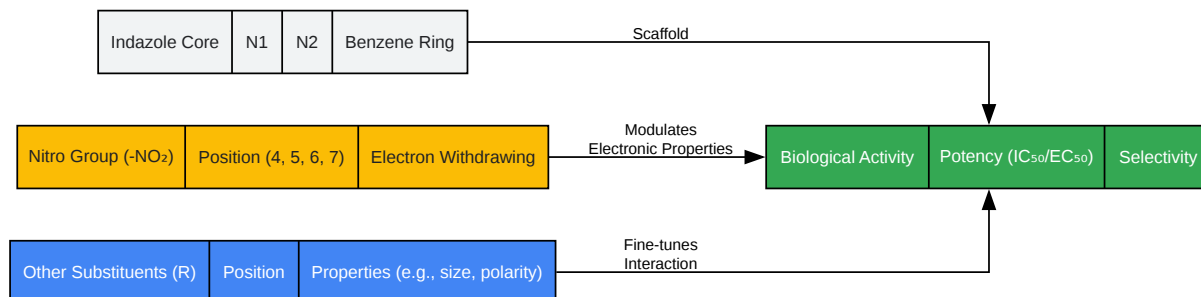 Indazole Core N1 N2 Benzene Ring
Scaffold
Nitro Group (-NO₂) Position (4, 5, 6, 7) Electron Withdrawing
Modulates
Electronic Properties
Biological Activity Potency (IC₅₀/EC₅₀) Selectivity
Other Substituents (R) Position Properties (e.g., size, polarity)
Fine-tunes
Interaction